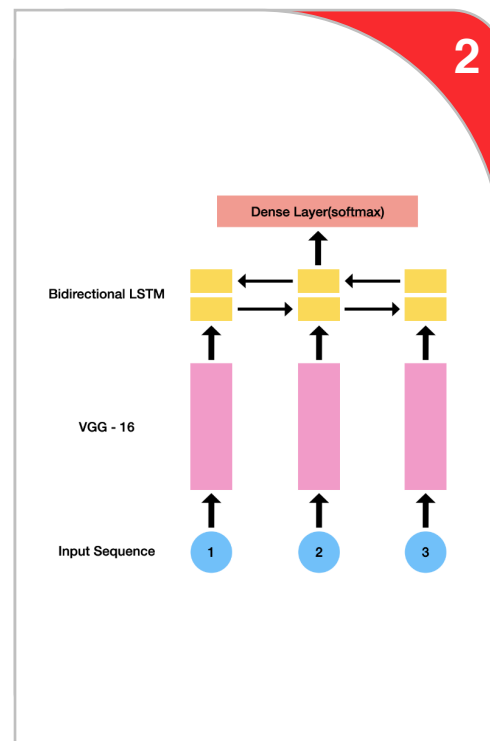 2
Dense Layer(softmax)
Bidirectional LSTM
VGG - 16
Input Sequence
1
2
3